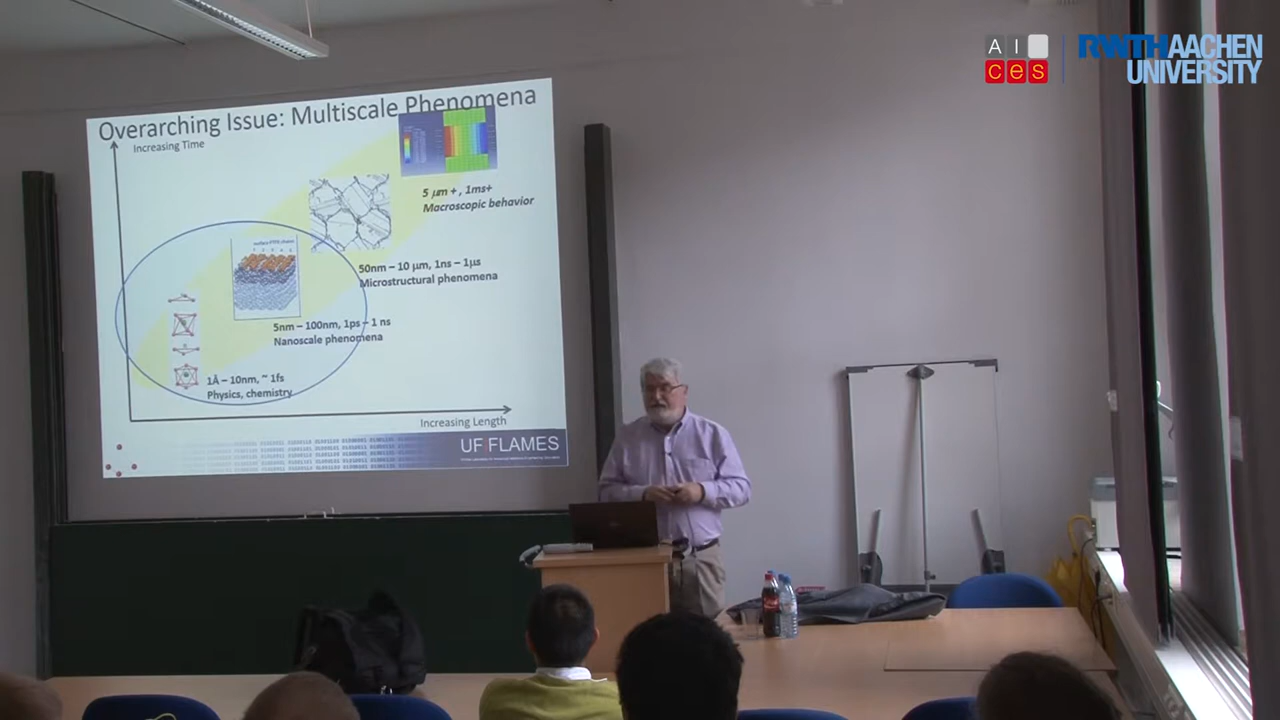 AI
ces
RWTHAACHEN
UNIVERSITY
Overarching Issue: Multiscale Phenomena
Increasing Time
5 μm + , 1ms+
Macroscopic behavior
50nm – 10 μm, 1ns – 1μs
Microstructural phenomena
5nm – 100nm, 1ps – 1 ns
Nanoscale phenomena
1Å – 10nm, ~ 1fs
Physics, chemistry
Increasing Length
UF|FLAMES